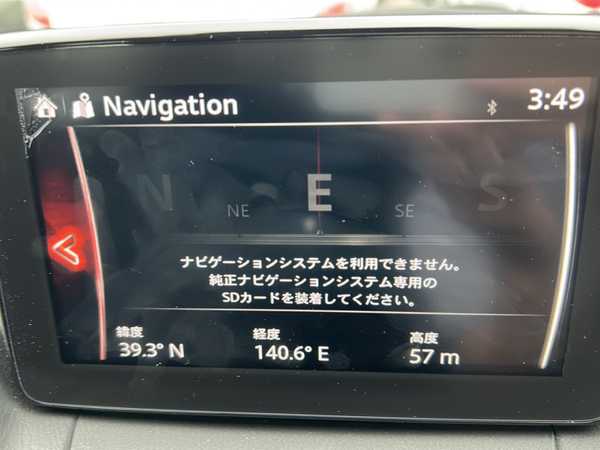 Navigation
3:49
N
NE
E
SE
S
ナビゲーションシステムを利用できません。
純正ナビゲーションシステム専用の
SDカードを装着してください。
緯度 経度 高度
39.3° N 140.6° E 57 m